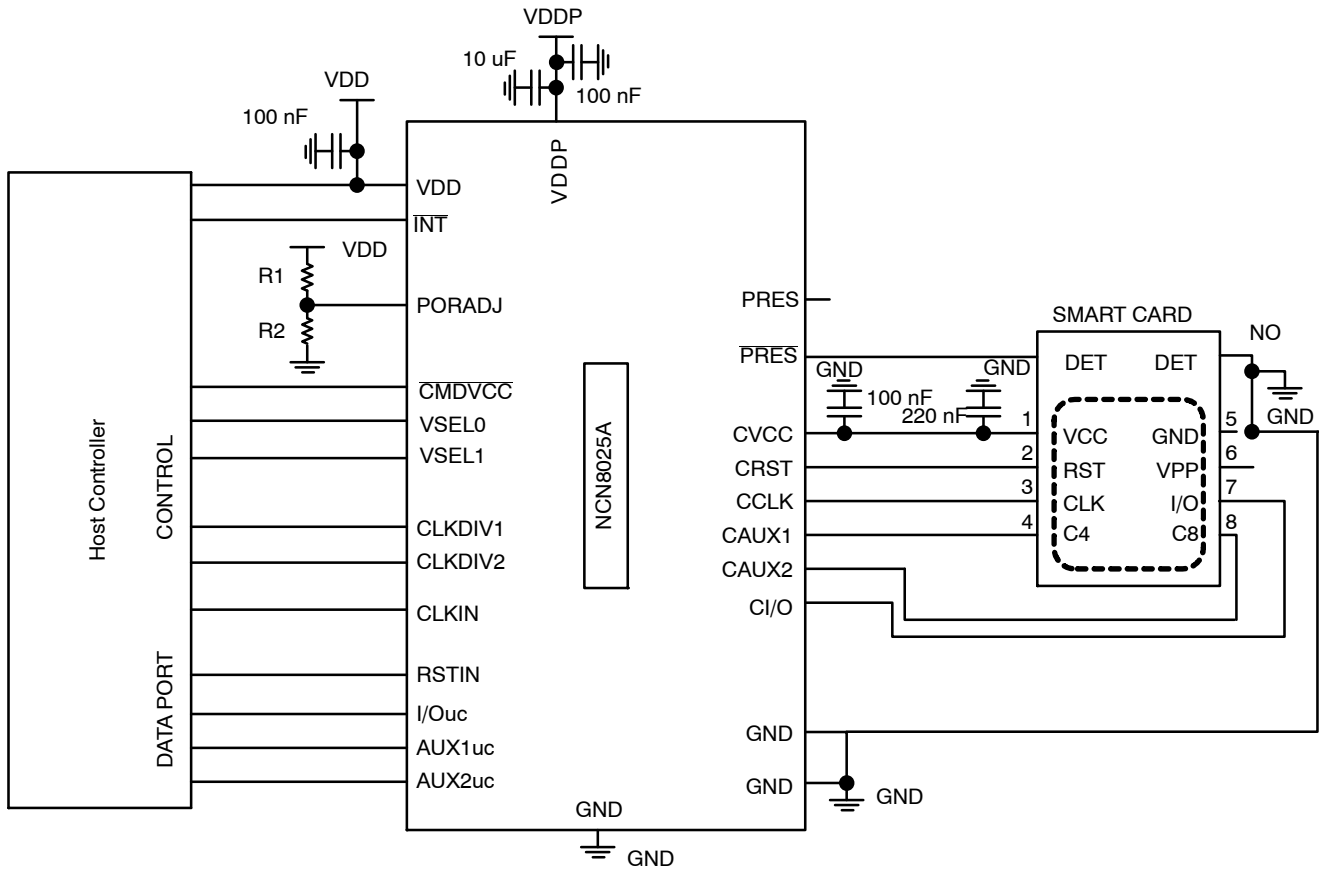 VDDP
10 uF
100 nF
VDD
100 nF
VDDP
VDD
INT
VDD
R1
PORADJ
R2
CMDVCC
VSEL0
VSEL1
CLKDIV1
CLKDIV2
CLKIN
RSTIN
I/Ouc
AUX1uc
AUX2uc
Host Controller
CONTROL
DATA PORT
NCN8025A
PRES
PRES
GND
100 nF
GND
220 nF
CVCC
CRST
CCLK
CAUX1
CAUX2
CI/O
GND
GND
GND
GND
GND
SMART CARD
NO
DET
DET
GND
1
VCC
GND
5
2
RST
VPP
6
3
CLK
I/O
7
4
C4
C8
8